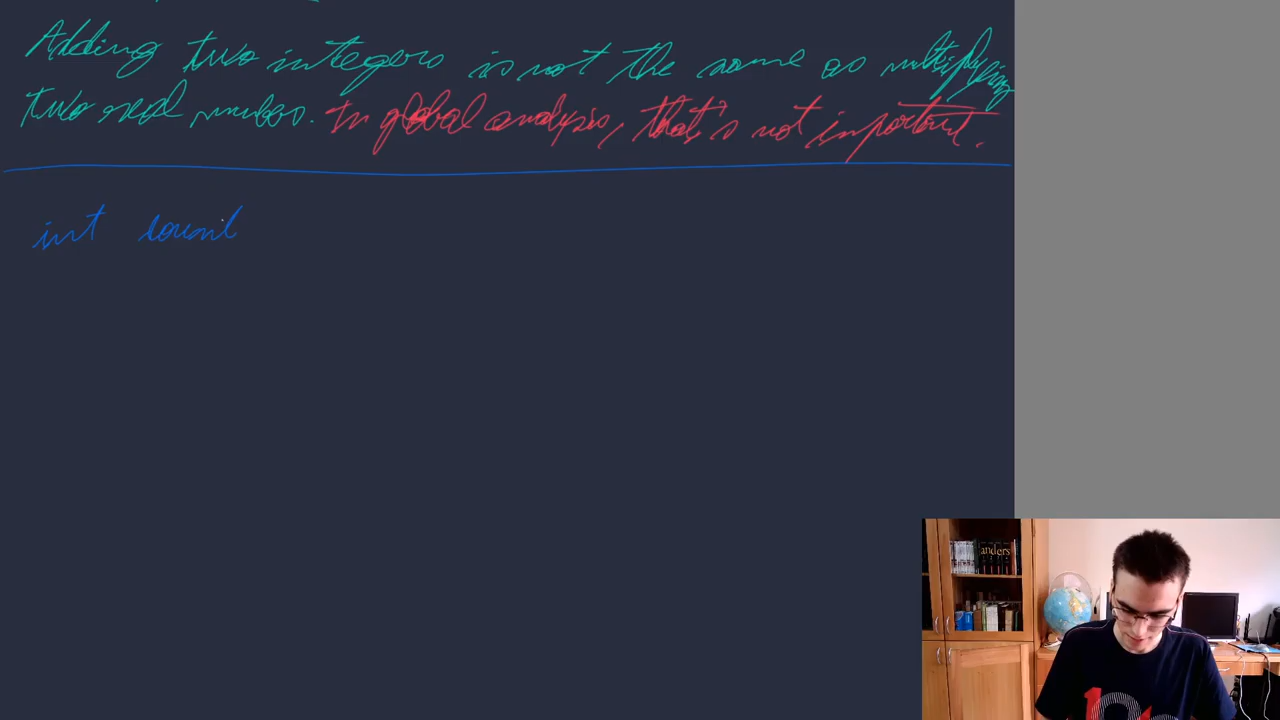 Adding two integers is not the same as multiplying
two real numbers. In global analysis, that's not important.
int count
anders